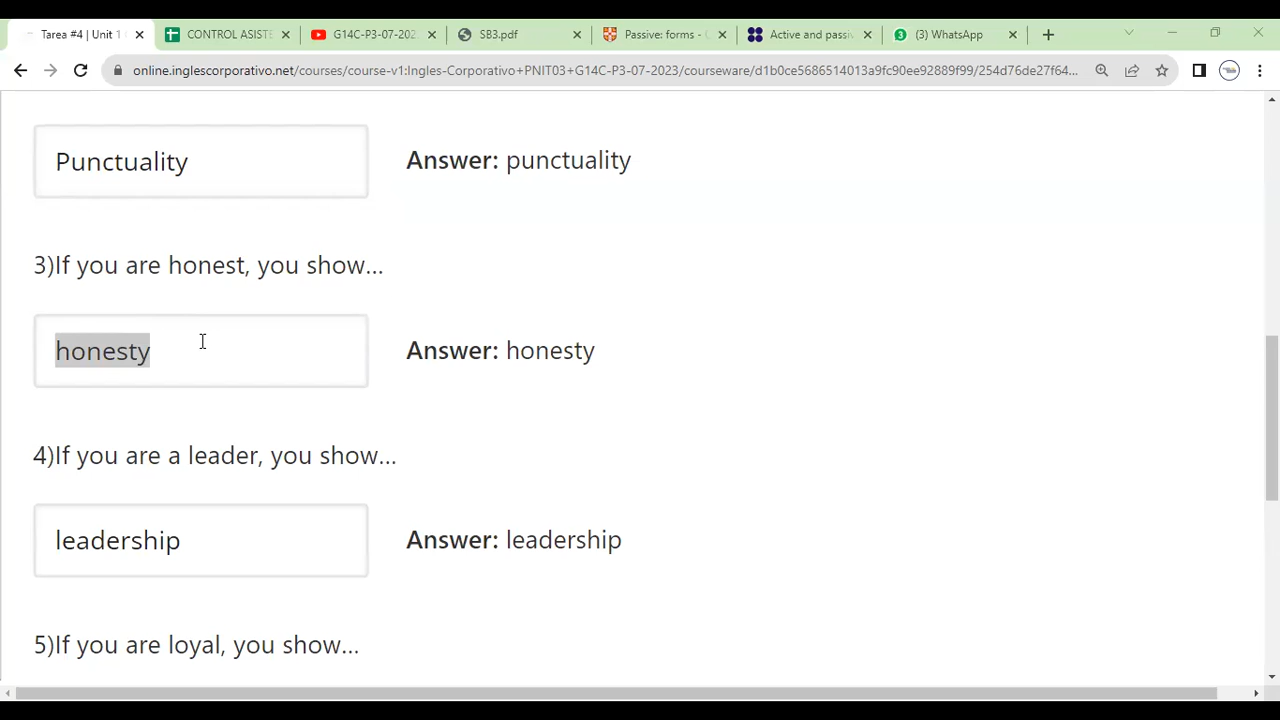 Tarea #4 | Unit 1
CONTROL ASISTE
G14C-P3-07-202
SB3.pdf
Passive: forms -
Active and passiv
(3) WhatsApp
online.inglescorporativo.net/courses/course-v1:Ingles-Corporativo+PNIT03+G14C-P3-07-2023/courseware/d1b0ce5686514013a9fc90ee92889f99/254d76de27f64...
Punctuality
Answer: punctuality
3)If you are honest, you show...
honesty
Answer: honesty
4)If you are a leader, you show...
leadership
Answer: leadership
5)If you are loyal, you show...